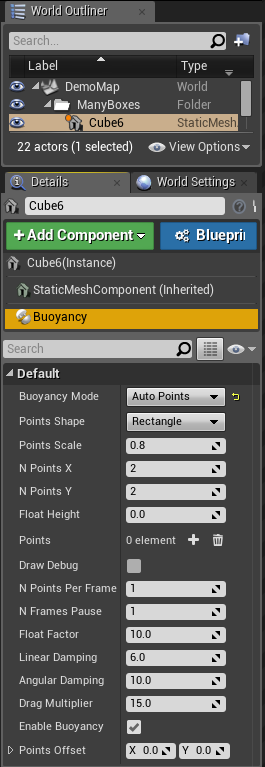 World Outliner
Search...
Label Type
DemoMap World
ManyBoxes Folder
Cube6 StaticMesh
22 actors (1 selected) View Options
Details World Settings
Cube6
Add Component Bluepri
Cube6(Instance)
StaticMeshComponent (Inherited)
Buoyancy
Search
Default
Buoyancy Mode Auto Points
Points Shape Rectangle
Points Scale 0.8
N Points X 2
N Points Y 2
Float Height 0.0
Points 0 element
Draw Debug
N Points Per Frame 1
N Frames Pause 1
Float Factor 10.0
Linear Damping 6.0
Angular Damping 10.0
Drag Multiplier 15.0
Enable Buoyancy
Points Offset X 0.0 Y 0.0